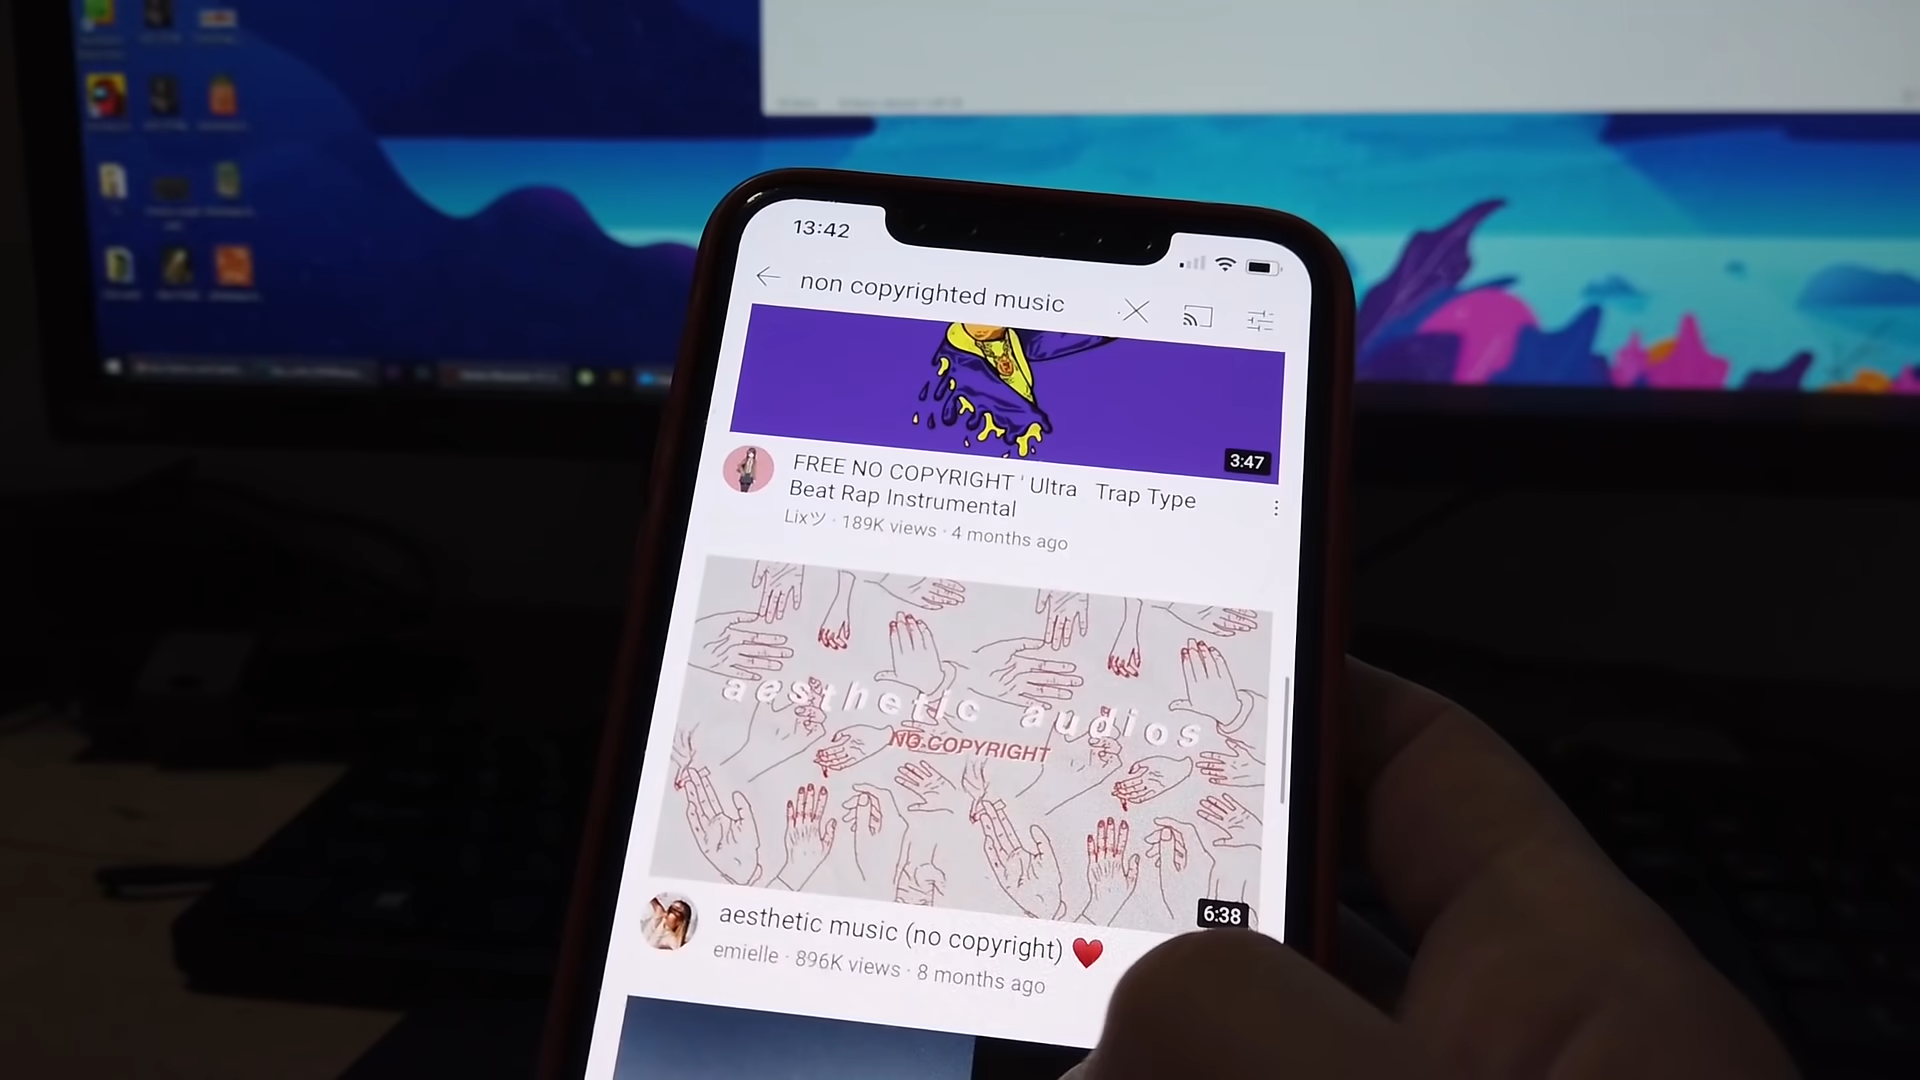 13:42
non copyrighted music
3:47
FREE NO COPYRIGHT ' Ultra Trap Type
Beat Rap Instrumental
Lixツ · 189K views · 4 months ago
aesthetic audios
NO COPYRIGHT
6:38
aesthetic music (no copyright) ❤️
emielle · 896K views · 8 months ago